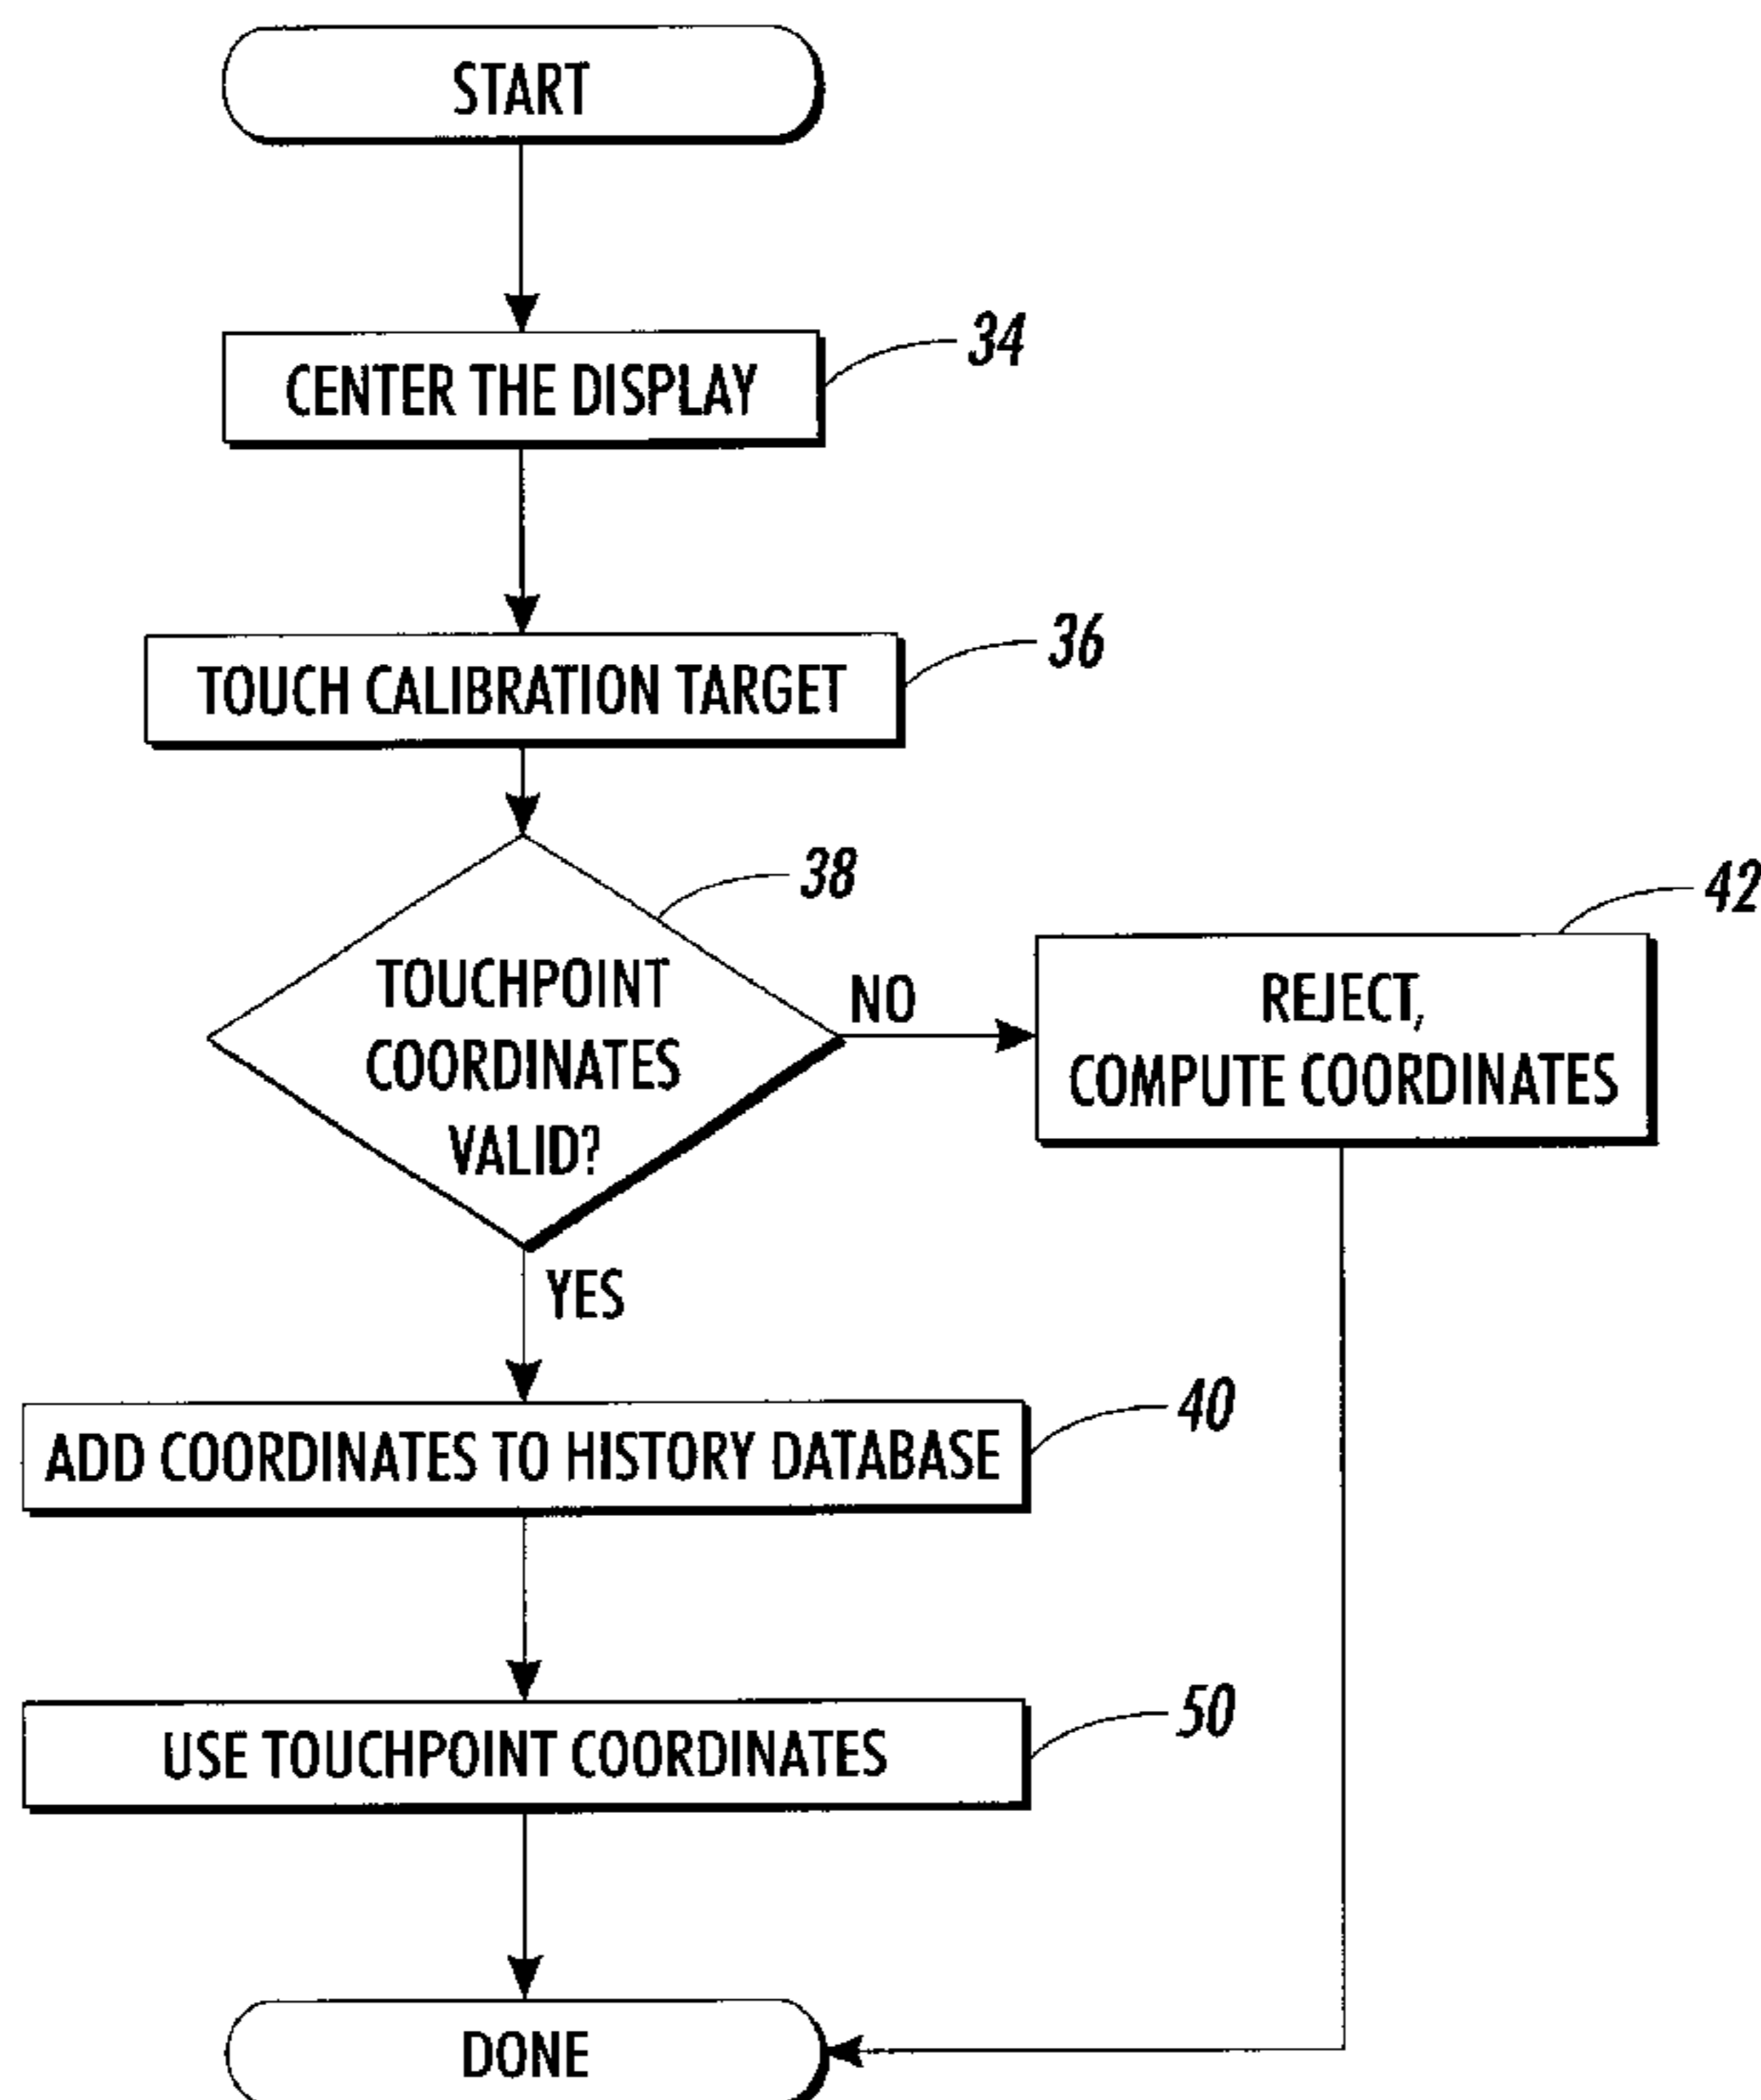 START
CENTER THE DISPLAY
34
TOUCH CALIBRATION TARGET
36
38
TOUCHPOINT
COORDINATES
VALID?
NO
42
REJECT,
COMPUTE COORDINATES
YES
ADD COORDINATES TO HISTORY DATABASE
40
USE TOUCHPOINT COORDINATES
50
DONE